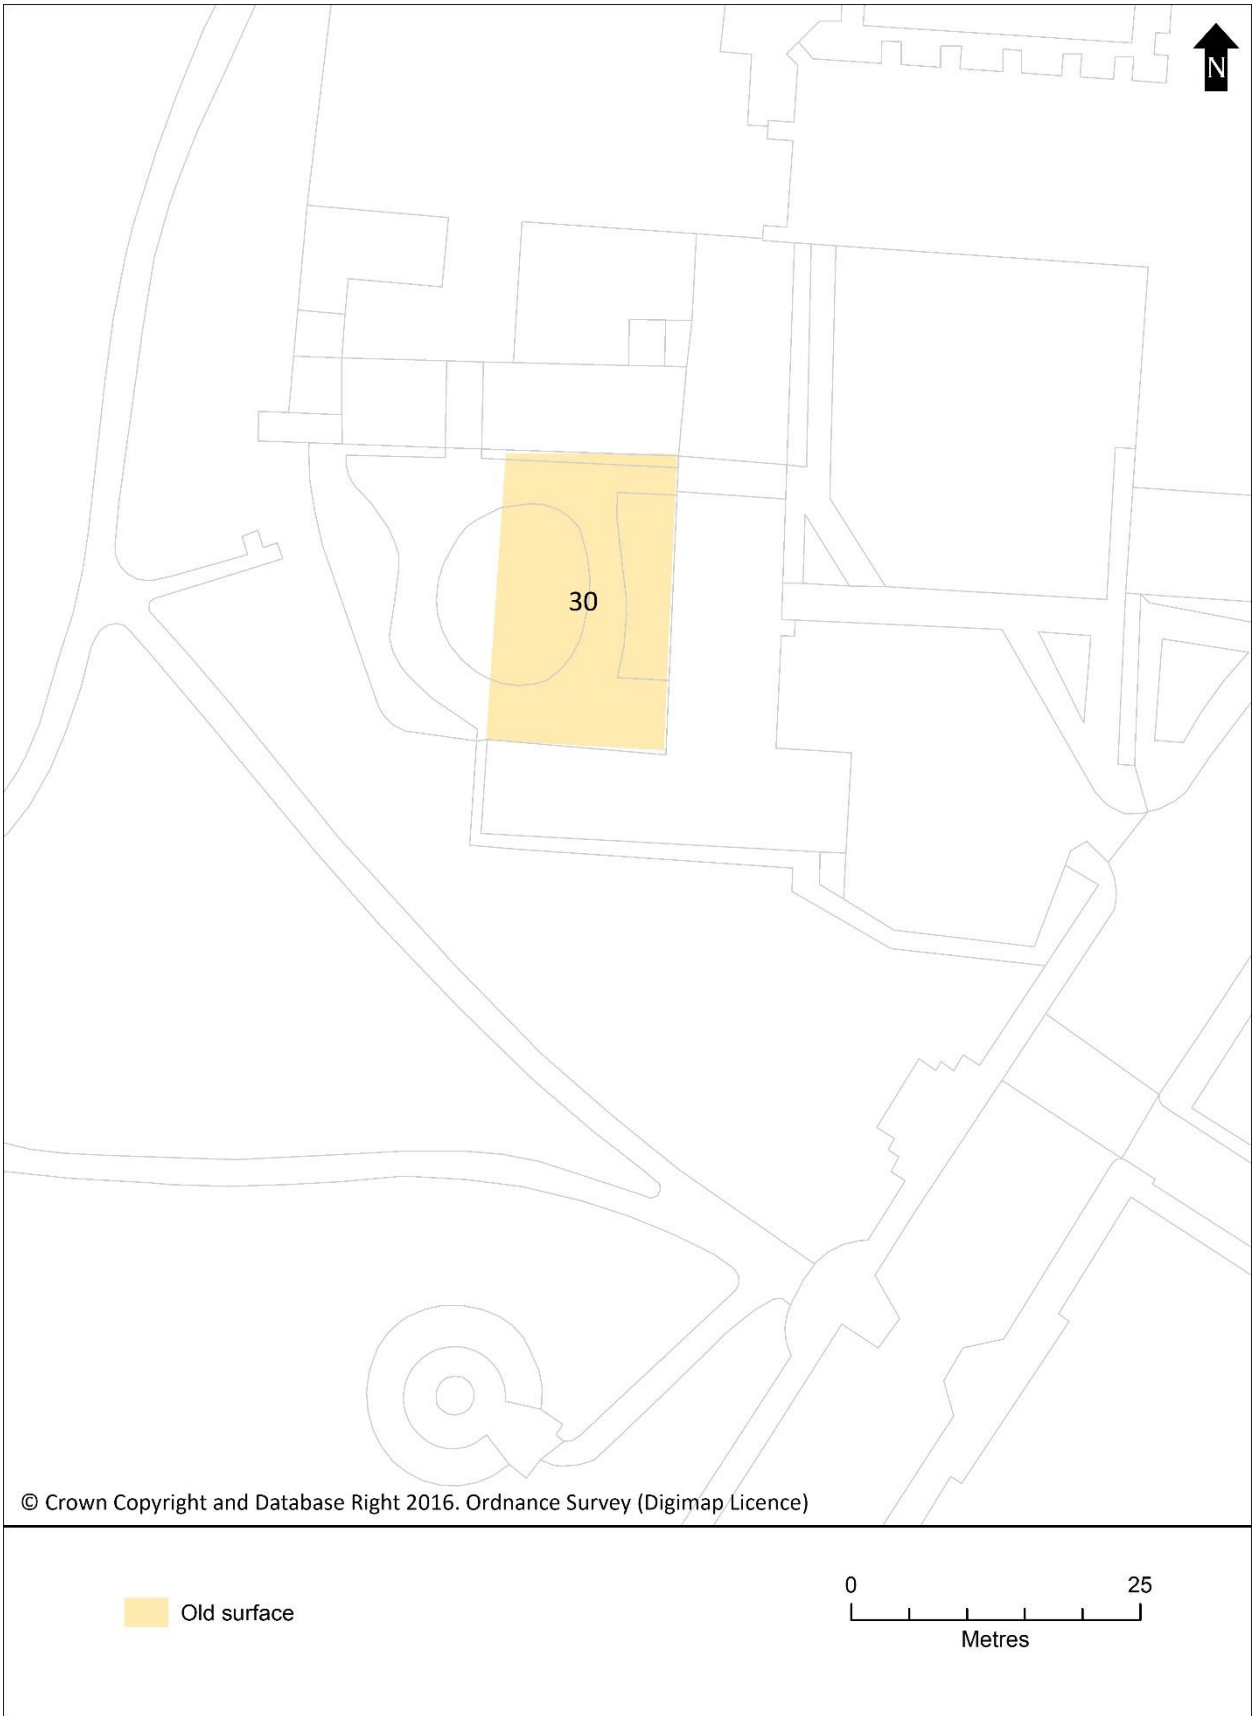 N
30
© Crown Copyright and Database Right 2016. Ordnance Survey (Digimap Licence)
Old surface
0 25
Metres